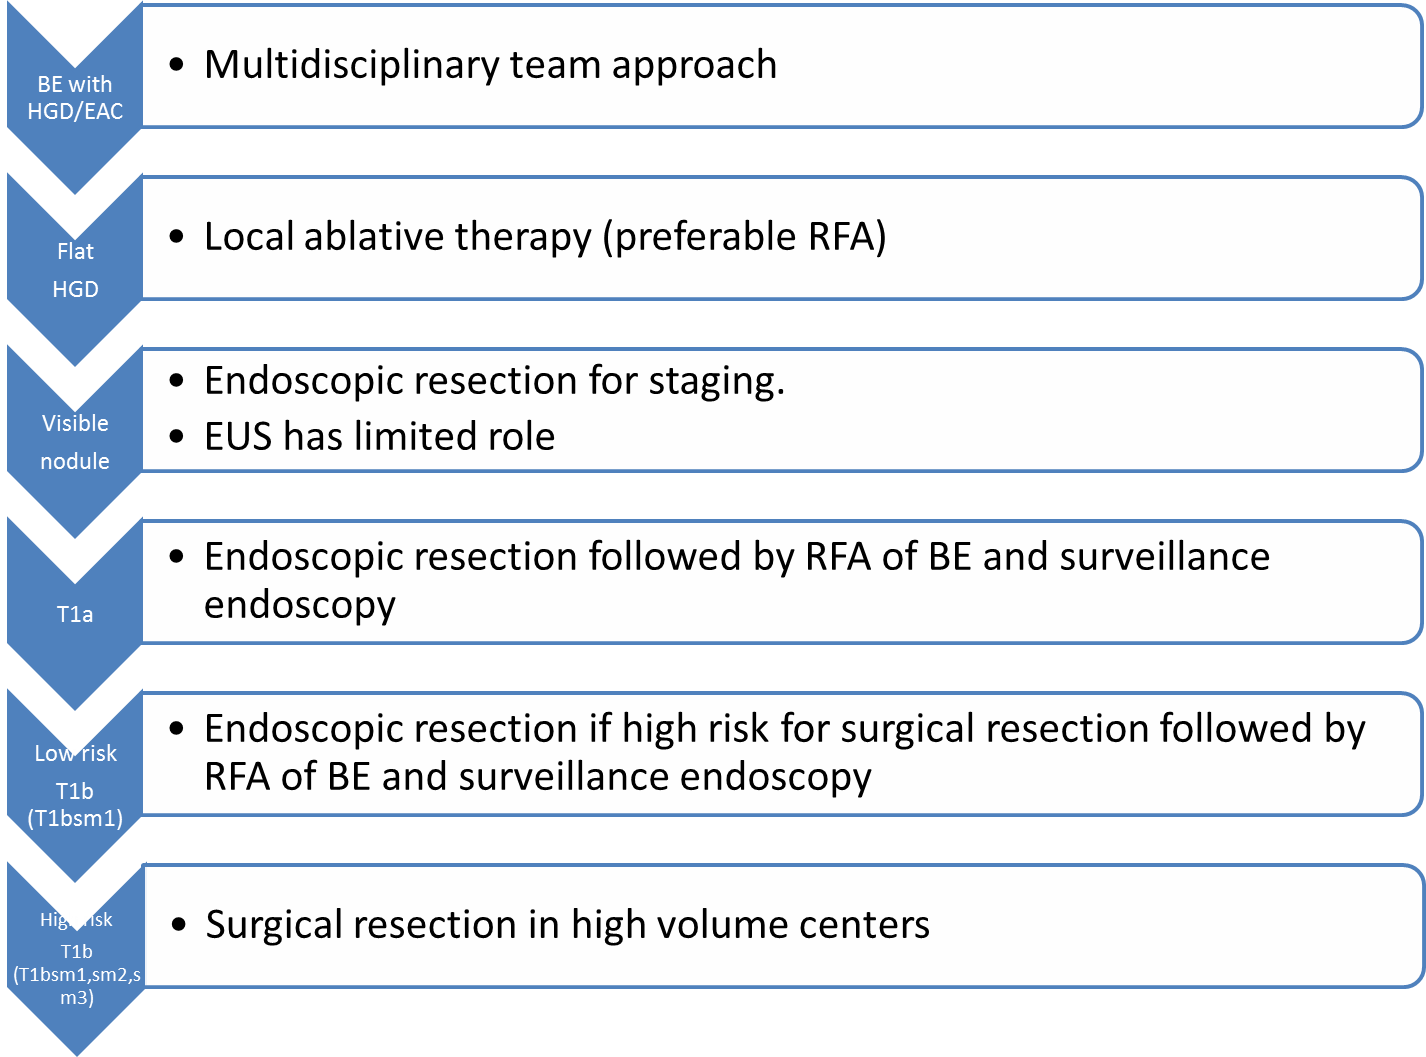 BE with
HGD/EAC
• Multidisciplinary team approach
Flat
HGD
• Local ablative therapy (preferable RFA)
Visible
nodule
• Endoscopic resection for staging.
• EUS has limited role
T1a
• Endoscopic resection followed by RFA of BE and surveillance
endoscopy
Low risk
T1b
(T1bsm1)
• Endoscopic resection if high risk for surgical resection followed by
RFA of BE and surveillance endoscopy
High risk
T1b
(T1bsm1,sm2,s
m3)
• Surgical resection in high volume centers